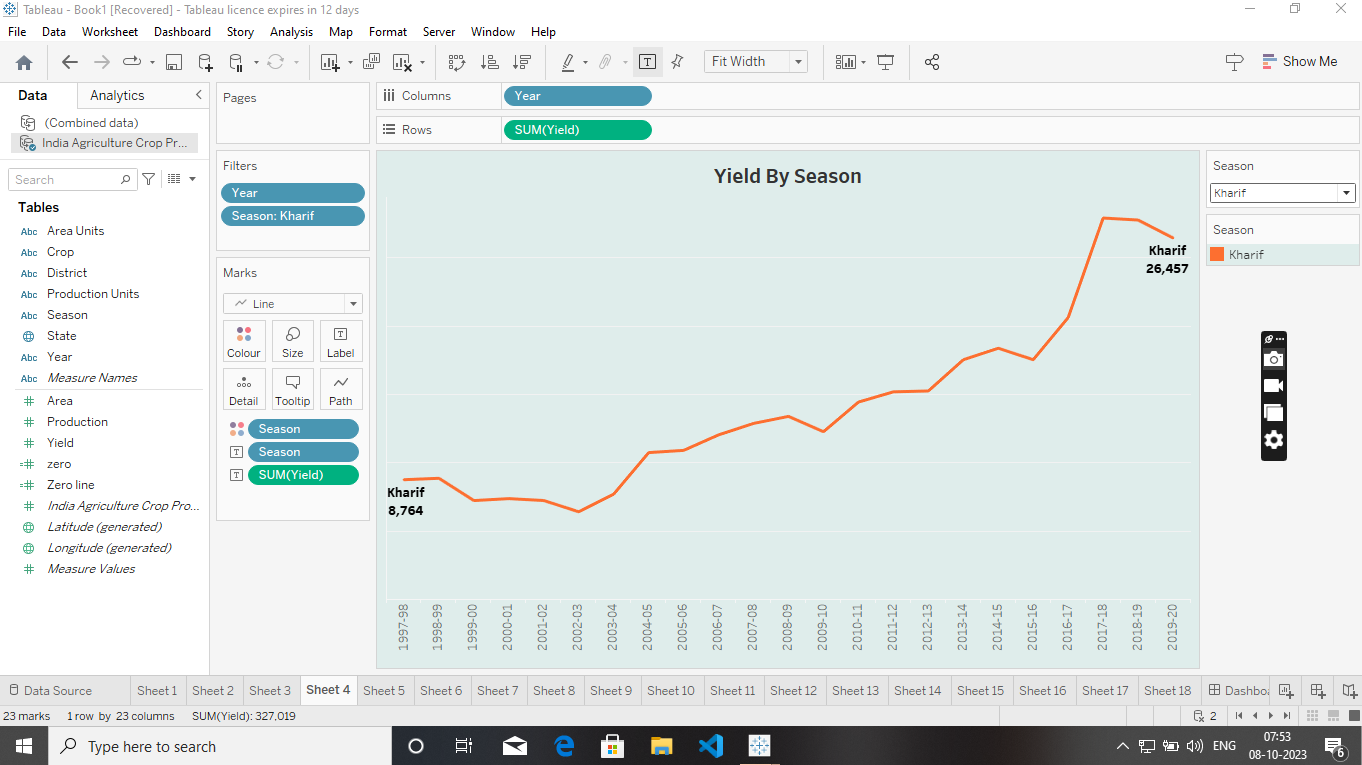 Tableau - Book1 [Recovered] - Tableau licence expires in 12 days
File Data Worksheet Dashboard Story Analysis Map Format Server Window Help
Fit Width
Show Me
Data Analytics
(Combined data)
India Agriculture Crop Pr...
Search
Tables
Abc Area Units
Abc Crop
Abc District
Abc Production Units
Abc Season
State
Abc Year
Abc Measure Names
# Area
# Production
# Yield
=# zero
=# Zero line
# India Agriculture Crop Pro...
Latitude (generated)
Longitude (generated)
# Measure Values
Pages
Filters
Year
Season: Kharif
Marks
Line
Colour Size Label
Detail Tooltip Path
Season
Season
SUM(Yield)
Columns Year
Rows SUM(Yield)
Yield By Season
Kharif
26,457
Kharif
8,764
1997-98
1998-99
1999-00
2000-01
2001-02
2002-03
2003-04
2004-05
2005-06
2006-07
2007-08
2008-09
2009-10
2010-11
2011-12
2012-13
2013-14
2014-15
2015-16
2016-17
2017-18
2018-19
2019-20
Season
Kharif
Season
Kharif
Data Source Sheet 1 Sheet 2 Sheet 3 Sheet 4 Sheet 5 Sheet 6 Sheet 7 Sheet 8 Sheet 9 Sheet 10 Sheet 11 Sheet 12 Sheet 13 Sheet 14 Sheet 15 Sheet 16 Sheet 17 Sheet 18 Dashboa
23 marks 1 row by 23 columns SUM(Yield): 327,019 2
Type here to search
ENG
07:53
08-10-2023
6